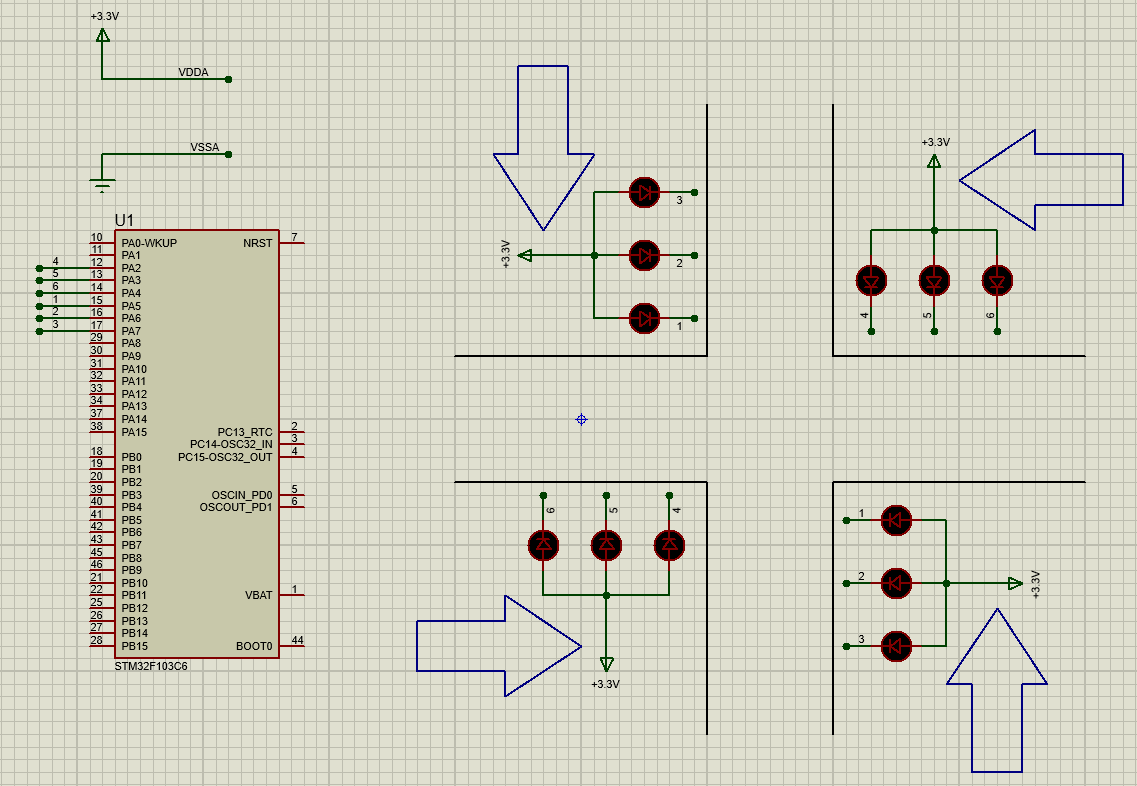 +3.3V
VDDA
VSSA
U1
10 PA0-WKUP NRST 7
11 PA1
4 12 PA2
5 13 PA3
6 14 PA4
1 15 PA5
2 16 PA6
3 17 PA7
29 PA8
30 PA9
31 PA10
32 PA11
33 PA12
34 PA13
37 PA14
38 PA15 PC13_RTC 2
PC14-OSC32_IN 3
18 PB0 PC15-OSC32_OUT 4
19 PB1
20 PB2
39 PB3 OSCIN_PD0 5
40 PB4 OSCOUT_PD1 6
41 PB5
42 PB6
43 PB7
45 PB8
46 PB9
21 PB10
22 PB11 VBAT 1
25 PB12
26 PB13
27 PB14
28 PB15 BOOT0 44
STM32F103C6
3
+3.3V
2
1
+3.3V
4 5 6
6 5 4
+3.3V
1
2
+3.3V
3